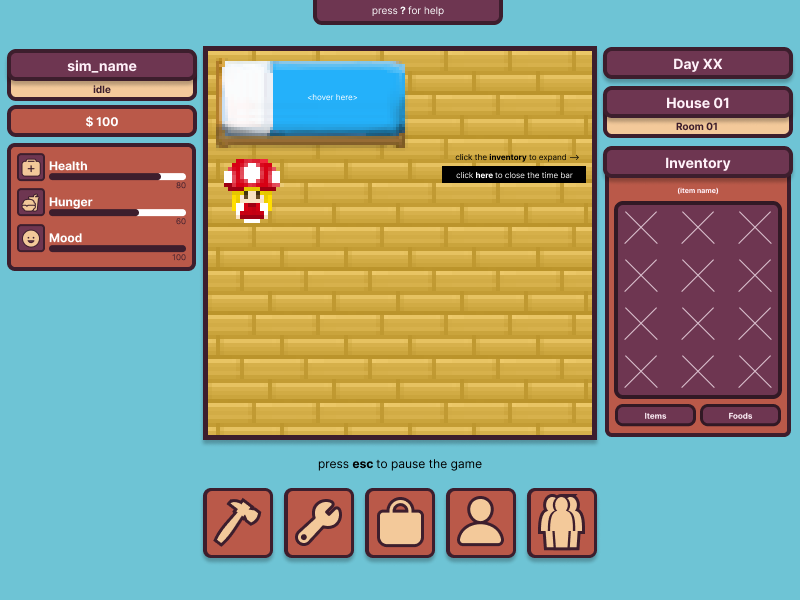 press ? for help
sim_name
idle
$ 100
Health
80
Hunger
60
Mood
100
<hover here>
click the inventory to expand →
click here to close the time bar
Day XX
House 01
Room 01
Inventory
(item name)
Items
Foods
press esc to pause the game